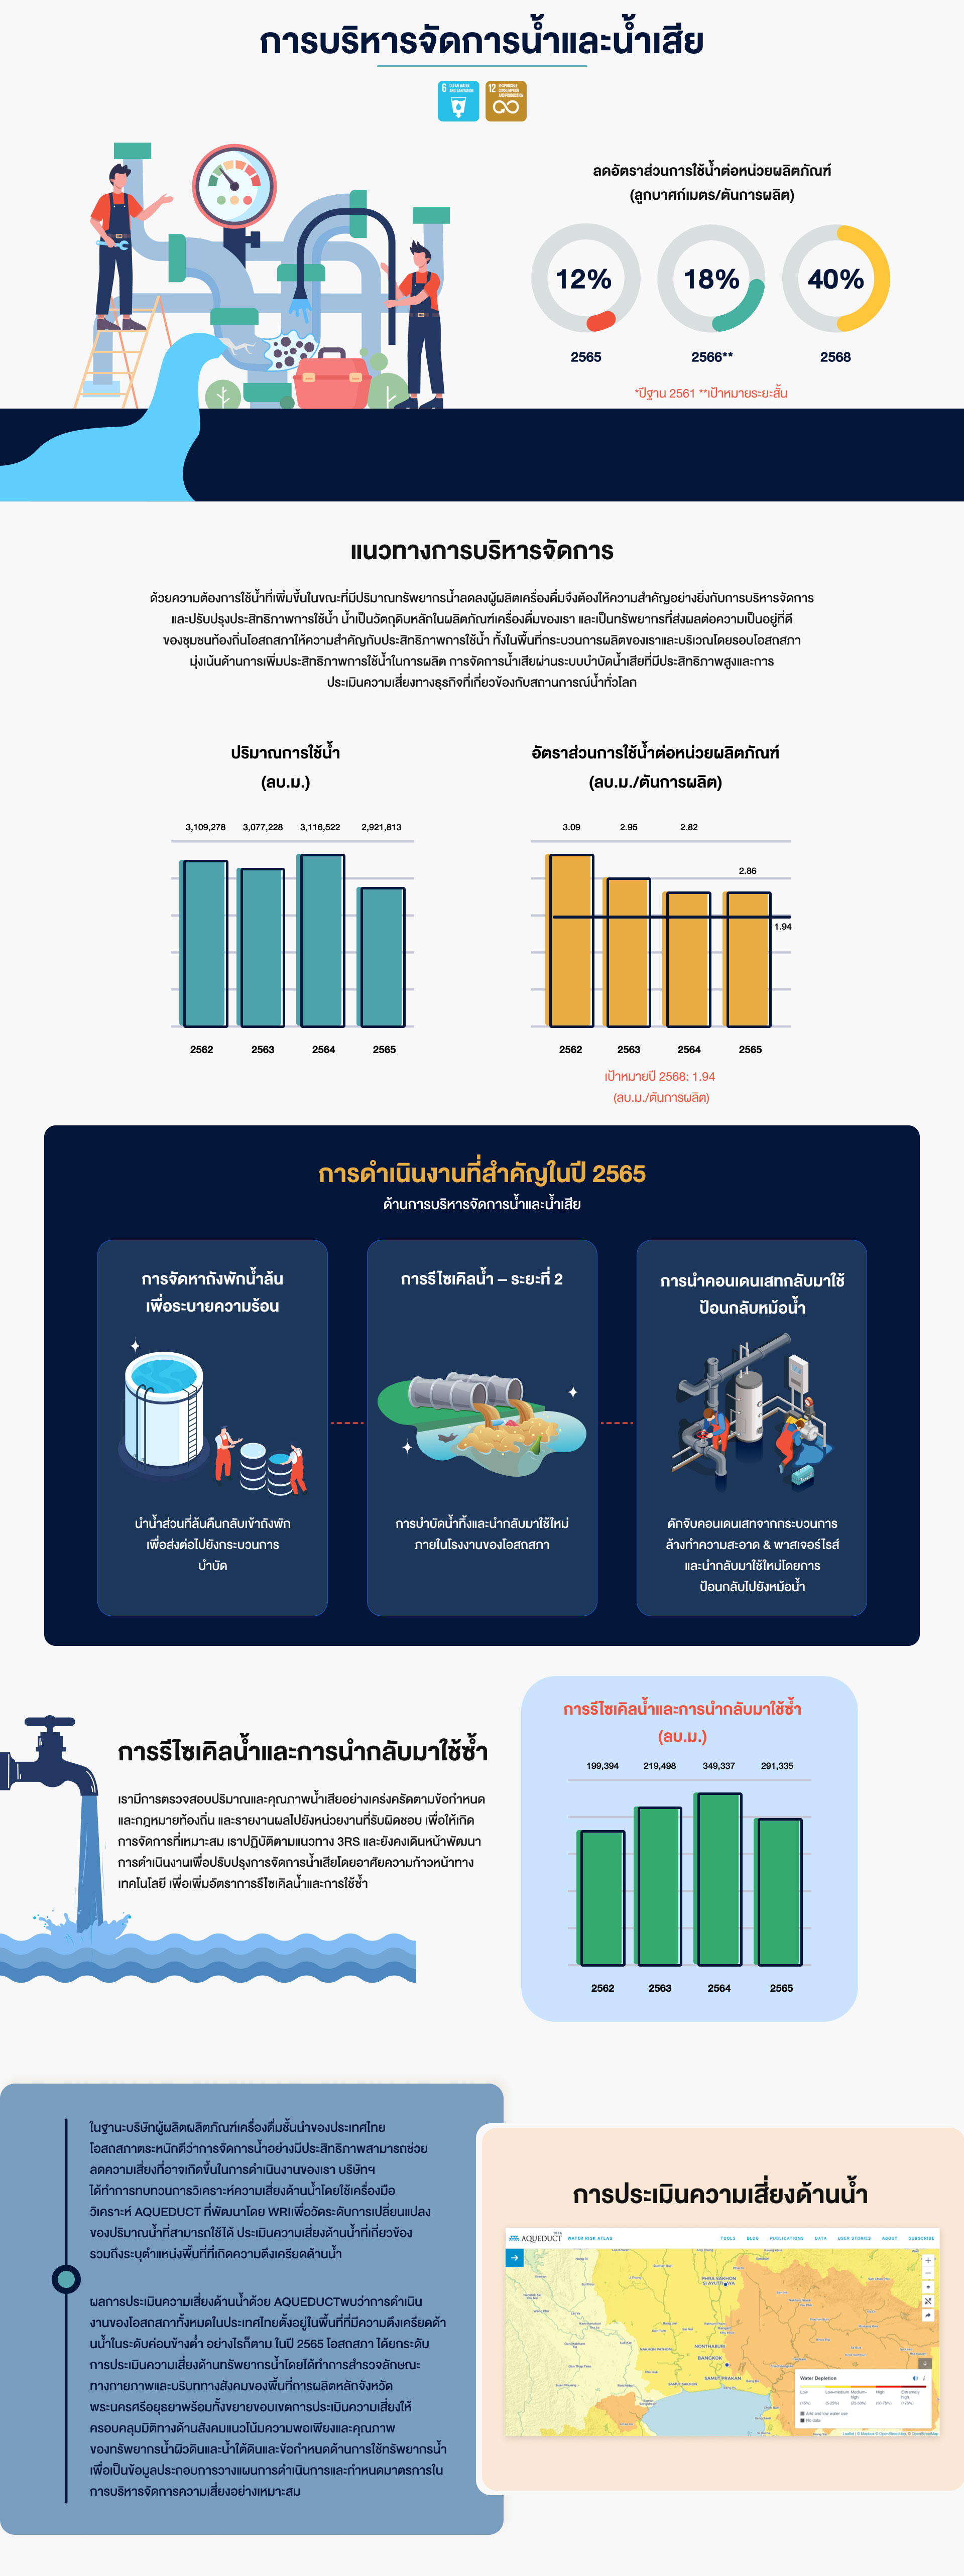 การบริหารจัดการน้ำและน้ำเสีย
6 CLEAN WATER AND SANITATION
12 RESPONSIBLE CONSUMPTION AND PRODUCTION
ลดอัตราส่วนการใช้น้ำต่อหน่วยผลิตภัณฑ์
(ลูกบาศก์เมตร/ตันการผลิต)
12% 18% 40%
2565 2566** 2568
*ปีฐาน 2561 **เป้าหมายระยะสั้น
แนวทางการบริหารจัดการ
ด้วยความต้องการใช้น้ำที่เพิ่มขึ้นในขณะที่มีปริมาณทรัพยากรน้ำลดลงผู้ผลิตเครื่องดื่มจึงต้องให้ความสำคัญอย่างยิ่งกับการบริหารจัดการ
และปรับปรุงประสิทธิภาพการใช้น้ำ น้ำเป็นวัตถุดิบหลักในผลิตภัณฑ์เครื่องดื่มของเรา และเป็นทรัพยากรที่ส่งผลต่อความเป็นอยู่ที่ดี
ของชุมชนท้องถิ่นโอสถสภาให้ความสำคัญกับประสิทธิภาพการใช้น้ำ ทั้งในพื้นที่กระบวนการผลิตของเราและบริเวณโดยรอบโอสถสภา
มุ่งเน้นด้านการเพิ่มประสิทธิภาพการใช้น้ำในการผลิต การจัดการน้ำเสียผ่านระบบบำบัดน้ำเสียที่มีประสิทธิภาพสูงและการ
ประเมินความเสี่ยงทางธุรกิจที่เกี่ยวข้องกับสถานการณ์น้ำทั่วโลก
ปริมาณการใช้น้ำ
(ลบ.ม.)
3,109,278 3,077,228 3,116,522 2,921,813
2562 2563 2564 2565
อัตราส่วนการใช้น้ำต่อหน่วยผลิตภัณฑ์
(ลบ.ม./ตันการผลิต)
3.09 2.95 2.82
2.86
1.94
2562 2563 2564 2565
เป้าหมายปี 2568: 1.94
(ลบ.ม./ตันการผลิต)
การดำเนินงานที่สำคัญในปี 2565
ด้านการบริหารจัดการน้ำและน้ำเสีย
การจัดหาถังพักน้ำล้น
เพื่อระบายความร้อน
นำน้ำส่วนที่ล้นคืนกลับเข้าถังพัก
เพื่อส่งต่อไปยังกระบวนการ
บำบัด
การรีไซเคิลน้ำ – ระยะที่ 2
การบำบัดน้ำทิ้งและนำกลับมาใช้ใหม่
ภายในโรงงานของโอสถสภา
การนำคอนเดนเสทกลับมาใช้
ป้อนกลับหม้อน้ำ
ดักจับคอนเดนเสทจากกระบวนการ
ล้างทำความสะอาด & พาสเจอร์ไรส์
และนำกลับมาใช้ใหม่โดยการ
ป้อนกลับไปยังหม้อน้ำ
การรีไซเคิลน้ำและการนำกลับมาใช้ซ้ำ
เรามีการตรวจสอบปริมาณและคุณภาพน้ำเสียอย่างเคร่งครัดตามข้อกำหนด
และกฎหมายท้องถิ่น และรายงานผลไปยังหน่วยงานที่รับผิดชอบ เพื่อให้เกิด
การจัดการที่เหมาะสม เราปฏิบัติตามแนวทาง 3RS และยังคงเดินหน้าพัฒนา
การดำเนินงานเพื่อปรับปรุงการจัดการน้ำเสียโดยอาศัยความก้าวหน้าทาง
เทคโนโลยี เพื่อเพิ่มอัตราการรีไซเคิลน้ำและการใช้ซ้ำ
การรีไซเคิลน้ำและการนำกลับมาใช้ซ้ำ
(ลบ.ม.)
199,394 219,498 349,337 291,335
2562 2563 2564 2565
ในฐานะบริษัทผู้ผลิตผลิตภัณฑ์เครื่องดื่มชั้นนำของประเทศไทย
โอสถสภาตระหนักดีว่าการจัดการน้ำอย่างมีประสิทธิภาพสามารถช่วย
ลดความเสี่ยงที่อาจเกิดขึ้นในการดำเนินงานของเรา บริษัทฯ
ได้ทำการทบทวนการวิเคราะห์ความเสี่ยงด้านน้ำโดยใช้เครื่องมือ
วิเคราะห์ AQUEDUCT ที่พัฒนาโดย WRIเพื่อวัดระดับการเปลี่ยนแปลง
ของปริมาณน้ำที่สามารถใช้ได้ ประเมินความเสี่ยงด้านน้ำที่เกี่ยวข้อง
รวมถึงระบุตำแหน่งพื้นที่ที่เกิดความตึงเครียดด้านน้ำ
ผลการประเมินความเสี่ยงด้านน้ำด้วย AQUEDUCTพบว่าการดำเนิน
งานของโอสถสภาทั้งหมดในประเทศไทยตั้งอยู่ในพื้นที่ที่มีความตึงเครียดด้า
นน้ำในระดับค่อนข้างต่ำ อย่างไรก็ตาม ในปี 2565 โอสถสภา ได้ยกระดับ
การประเมินความเสี่ยงด้านทรัพยากรน้ำโดยได้ทำการสำรวจลักษณะ
ทางกายภาพและบริบททางสังคมของพื้นที่การผลิตหลักจังหวัด
พระนครศรีอยุธยาพร้อมทั้งขยายขอบเขตการประเมินความเสี่ยงให้
ครอบคลุมมิติทางด้านสังคมแนวโน้มความพอเพียงและคุณภาพ
ของทรัพยากรน้ำผิวดินและน้ำใต้ดินและข้อกำหนดด้านการใช้ทรัพยากรน้ำ
เพื่อเป็นข้อมูลประกอบการวางแผนการดำเนินการและกำหนดมาตรการใน
การบริหารจัดการความเสี่ยงอย่างเหมาะสม
การประเมินความเสี่ยงด้านน้ำ
AQUEDUCT BETA WATER RISK ATLAS TOOLS BLOG PUBLICATIONS DATA USER STORIES ABOUT SUBSCRIBE
PHRA NAKHON SI AYUTTHAYA
NONTHABURI
BANGKOK
SAMUT PRAKAN
SAMUT SAKHON
Water Depletion
Low Low-medium Medium-high High Extremely high
Arid and low water use
No data